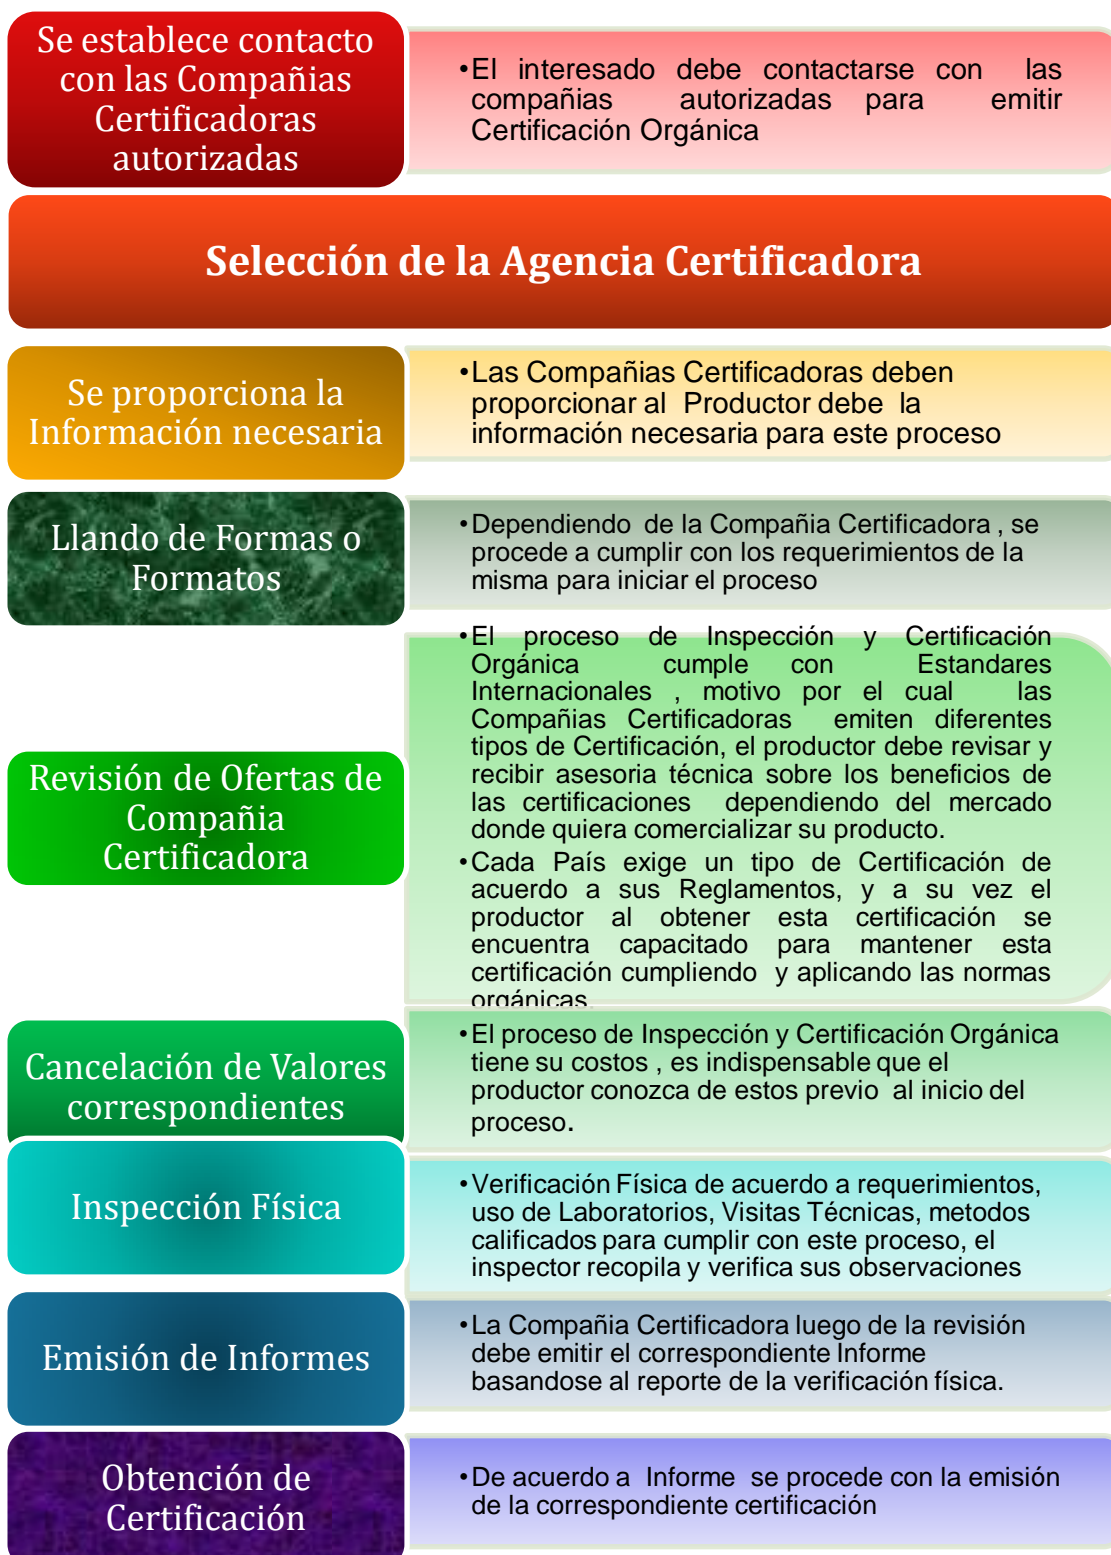 Se establece contacto
con las Compañias
Certificadoras
autorizadas
•El interesado debe contactarse con las
compañias autorizadas para emitir
Certificación Orgánica
Selección de la Agencia Certificadora
Se proporciona la
Información necesaria
•Las Compañias Certificadoras deben
proporcionar al Productor debe la
información necesaria para este proceso
Llando de Formas o
Formatos
•Dependiendo de la Compañia Certificadora , se
procede a cumplir con los requerimientos de la
misma para iniciar el proceso
Revisión de Ofertas de
Compañia
Certificadora
•El proceso de Inspección y Certificación
Orgánica cumple con Estandares
Internacionales , motivo por el cual las
Compañias Certificadoras emiten diferentes
tipos de Certificación, el productor debe revisar y
recibir asesoria técnica sobre los beneficios de
las certificaciones dependiendo del mercado
donde quiera comercializar su producto.
•Cada País exige un tipo de Certificación de
acuerdo a sus Reglamentos, y a su vez el
productor al obtener esta certificación se
encuentra capacitado para mantener esta
certificación cumpliendo y aplicando las normas
orgánicas.
Cancelación de Valores
correspondientes
•El proceso de Inspección y Certificación Orgánica
tiene su costos , es indispensable que el
productor conozca de estos previo al inicio del
proceso.
Inspección Física
•Verificación Física de acuerdo a requerimientos,
uso de Laboratorios, Visitas Técnicas, metodos
calificados para cumplir con este proceso, el
inspector recopila y verifica sus observaciones
Emisión de Informes
•La Compañia Certificadora luego de la revisión
debe emitir el correspondiente Informe
basandose al reporte de la verificación física.
Obtención de
Certificación
•De acuerdo a Informe se procede con la emisión
de la correspondiente certificación